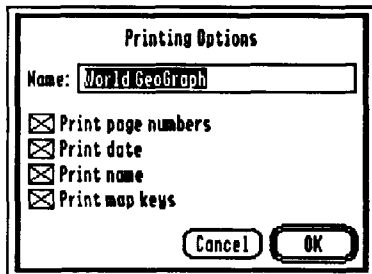 Printing Options
Name: World GeoGraph
Print page numbers
Print date
Print name
Print map keys
Cancel OK